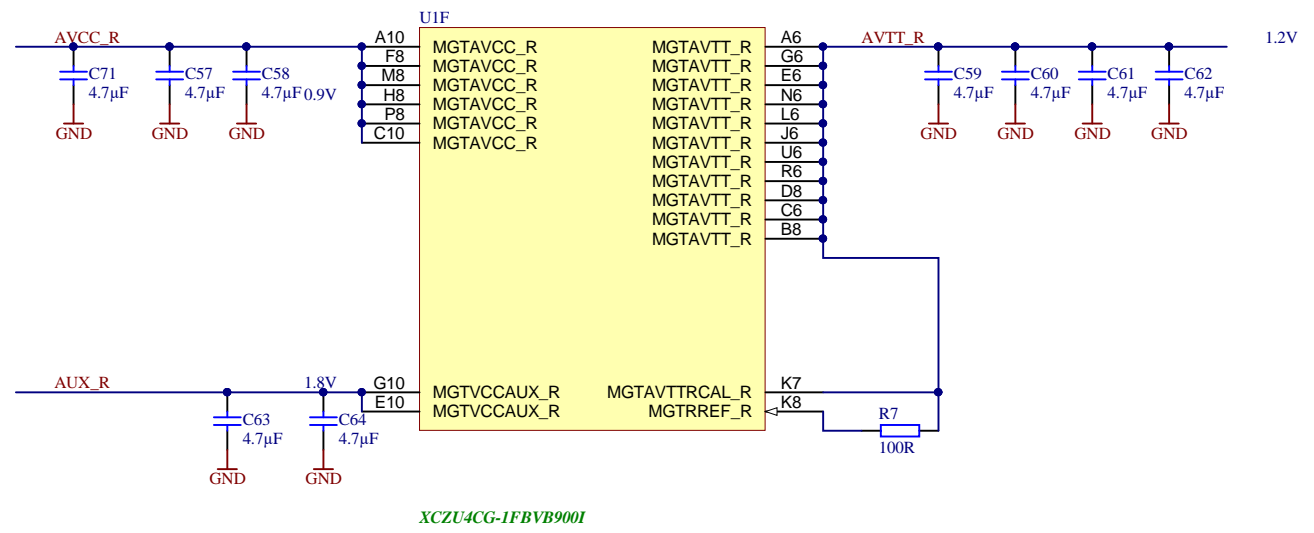 U1F
AVCC_R
A10
MGTAVCC_R
F8
MGTAVCC_R
M8
MGTAVCC_R
H8
MGTAVCC_R
P8
MGTAVCC_R
C10
MGTAVCC_R
C71
4.7µF
GND
C57
4.7µF
GND
C58
4.7µF
GND
0.9V
MGTAVTT_R
A6
MGTAVTT_R
G6
MGTAVTT_R
E6
MGTAVTT_R
N6
MGTAVTT_R
L6
MGTAVTT_R
J6
MGTAVTT_R
U6
MGTAVTT_R
R6
MGTAVTT_R
D8
MGTAVTT_R
C6
MGTAVTT_R
B8
AVTT_R
1.2V
C59
4.7µF
GND
C60
4.7µF
GND
C61
4.7µF
GND
C62
4.7µF
GND
AUX_R
1.8V
G10
MGTVCCAUX_R
E10
MGTVCCAUX_R
C63
4.7µF
GND
C64
4.7µF
GND
MGTAVTTRCAL_R
K7
MGTRREF_R
K8
R7
100R
XCZU4CG-1FBVB900I